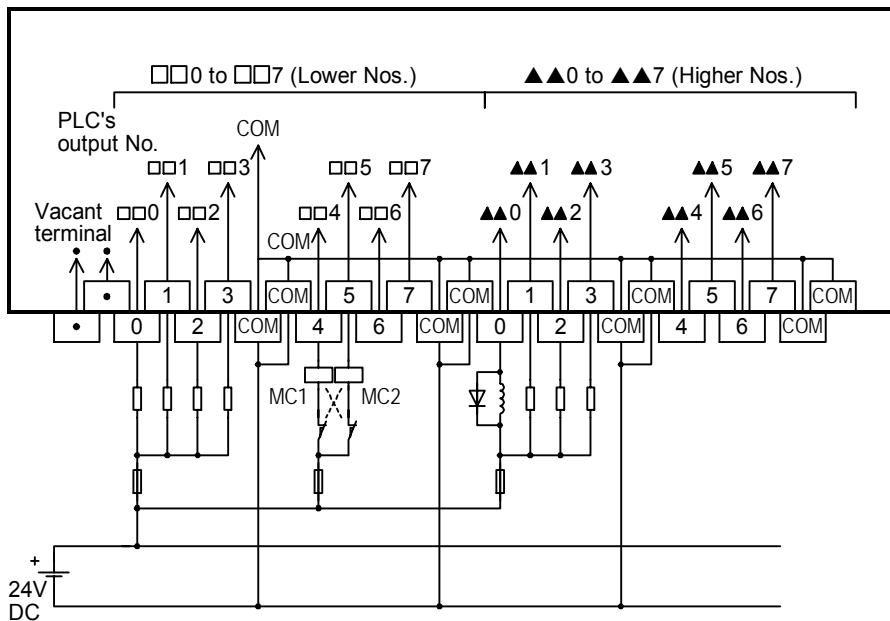 □□0 to □□7 (Lower Nos.) ▲▲0 to ▲▲7 (Higher Nos.)
PLC's
output No.
COM
□□1 □□3 □□5 □□7 ▲▲1 ▲▲3 ▲▲5 ▲▲7
Vacant
terminal
□□0 □□2 □□4 □□6 ▲▲0 ▲▲2 ▲▲4 ▲▲6
COM
• •
• 1 3 COM 5 7 COM 1 3 COM 5 7 COM
• 0 2 COM 4 6 COM 0 2 COM 4 6 COM
MC1 MC2
+
24V
DC